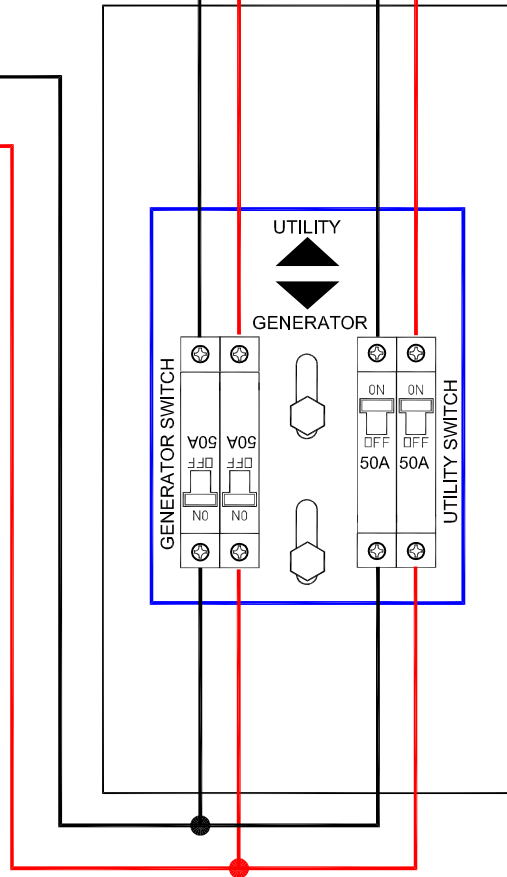 UTILITY
GENERATOR
GENERATOR SWITCH
50A 50A
OFF OFF
ON ON
ON ON
OFF OFF
50A 50A
UTILITY SWITCH